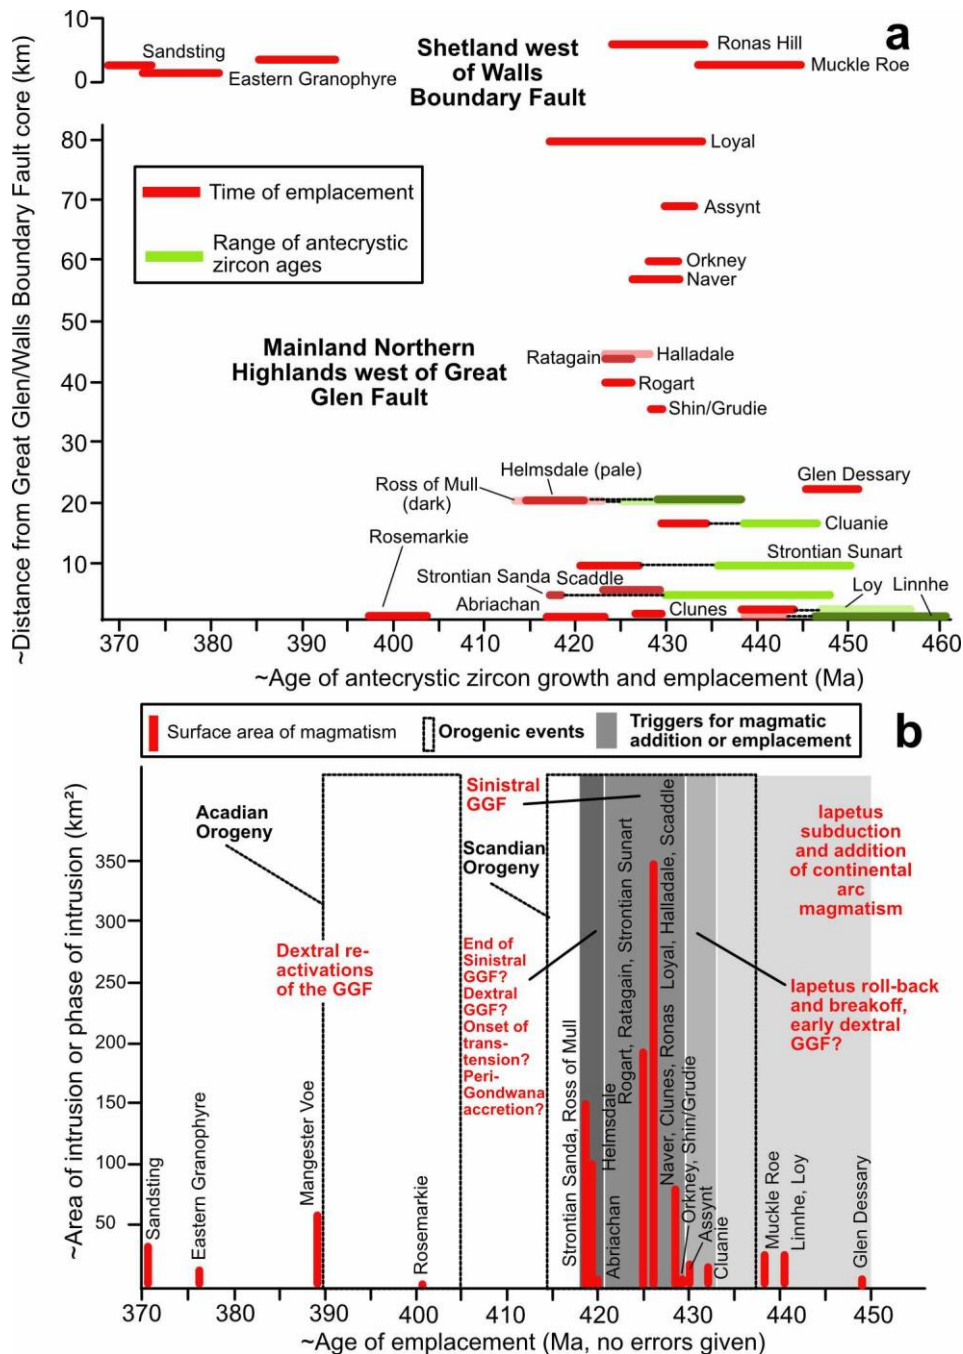 a
~Distance from Great Glen/Walls Boundary Fault core (km)
10
5
0
80
70
60
50
40
30
20
10
Sandsting
Eastern Granophyre
Shetland west
of Walls
Boundary Fault
Ronas Hill
Muckle Roe
Loyal
Time of emplacement
Range of antecrystic
zircon ages
Assynt
Orkney
Naver
Mainland Northern
Highlands west of Great
Glen Fault
Ratagain
Halladale
Rogart
Shin/Grudie
Helmsdale (pale)
Ross of Mull
(dark)
Glen Dessary
Cluanie
Rosemarkie
Strontian Sunart
Strontian Sanda
Scaddle
Loy
Linnhe
Abriachan
Clunes
370
380
390
400
410
420
430
440
450
460
~Age of antecrystic zircon growth and emplacement (Ma)
b
Surface area of magmatism
Orogenic events
Triggers for magmatic
addition or emplacement
~Area of intrusion or phase of intrusion (km²)
350
300
250
200
150
100
50
Acadian
Orogeny
Dextral re-
activations
of the GGF
Sinistral
GGF
Scandian
Orogeny
End of
Sinistral
GGF?
Dextral
GGF?
Onset of
trans-
tension?
Peri-
Gondwana
accretion?
Iapetus
subduction
and addition
of continental
arc
magmatism
Iapetus roll-back
and breakoff,
early dextral
GGF?
Sandsting
Eastern Granophyre
Mangester Voe
Rosemarkie
Strontian Sanda, Ross of Mull
Helmsdale
Abriachan
Rogart, Ratagain, Strontian Sunart
Loyal, Halladale, Scaddle
Naver, Clunes, Ronas
Orkney, Shin/Grudie
Assynt
Cluanie
Muckle Roe
Linnhe, Loy
Glen Dessary
370
380
390
400
410
420
430
440
450
~Age of emplacement (Ma, no errors given)